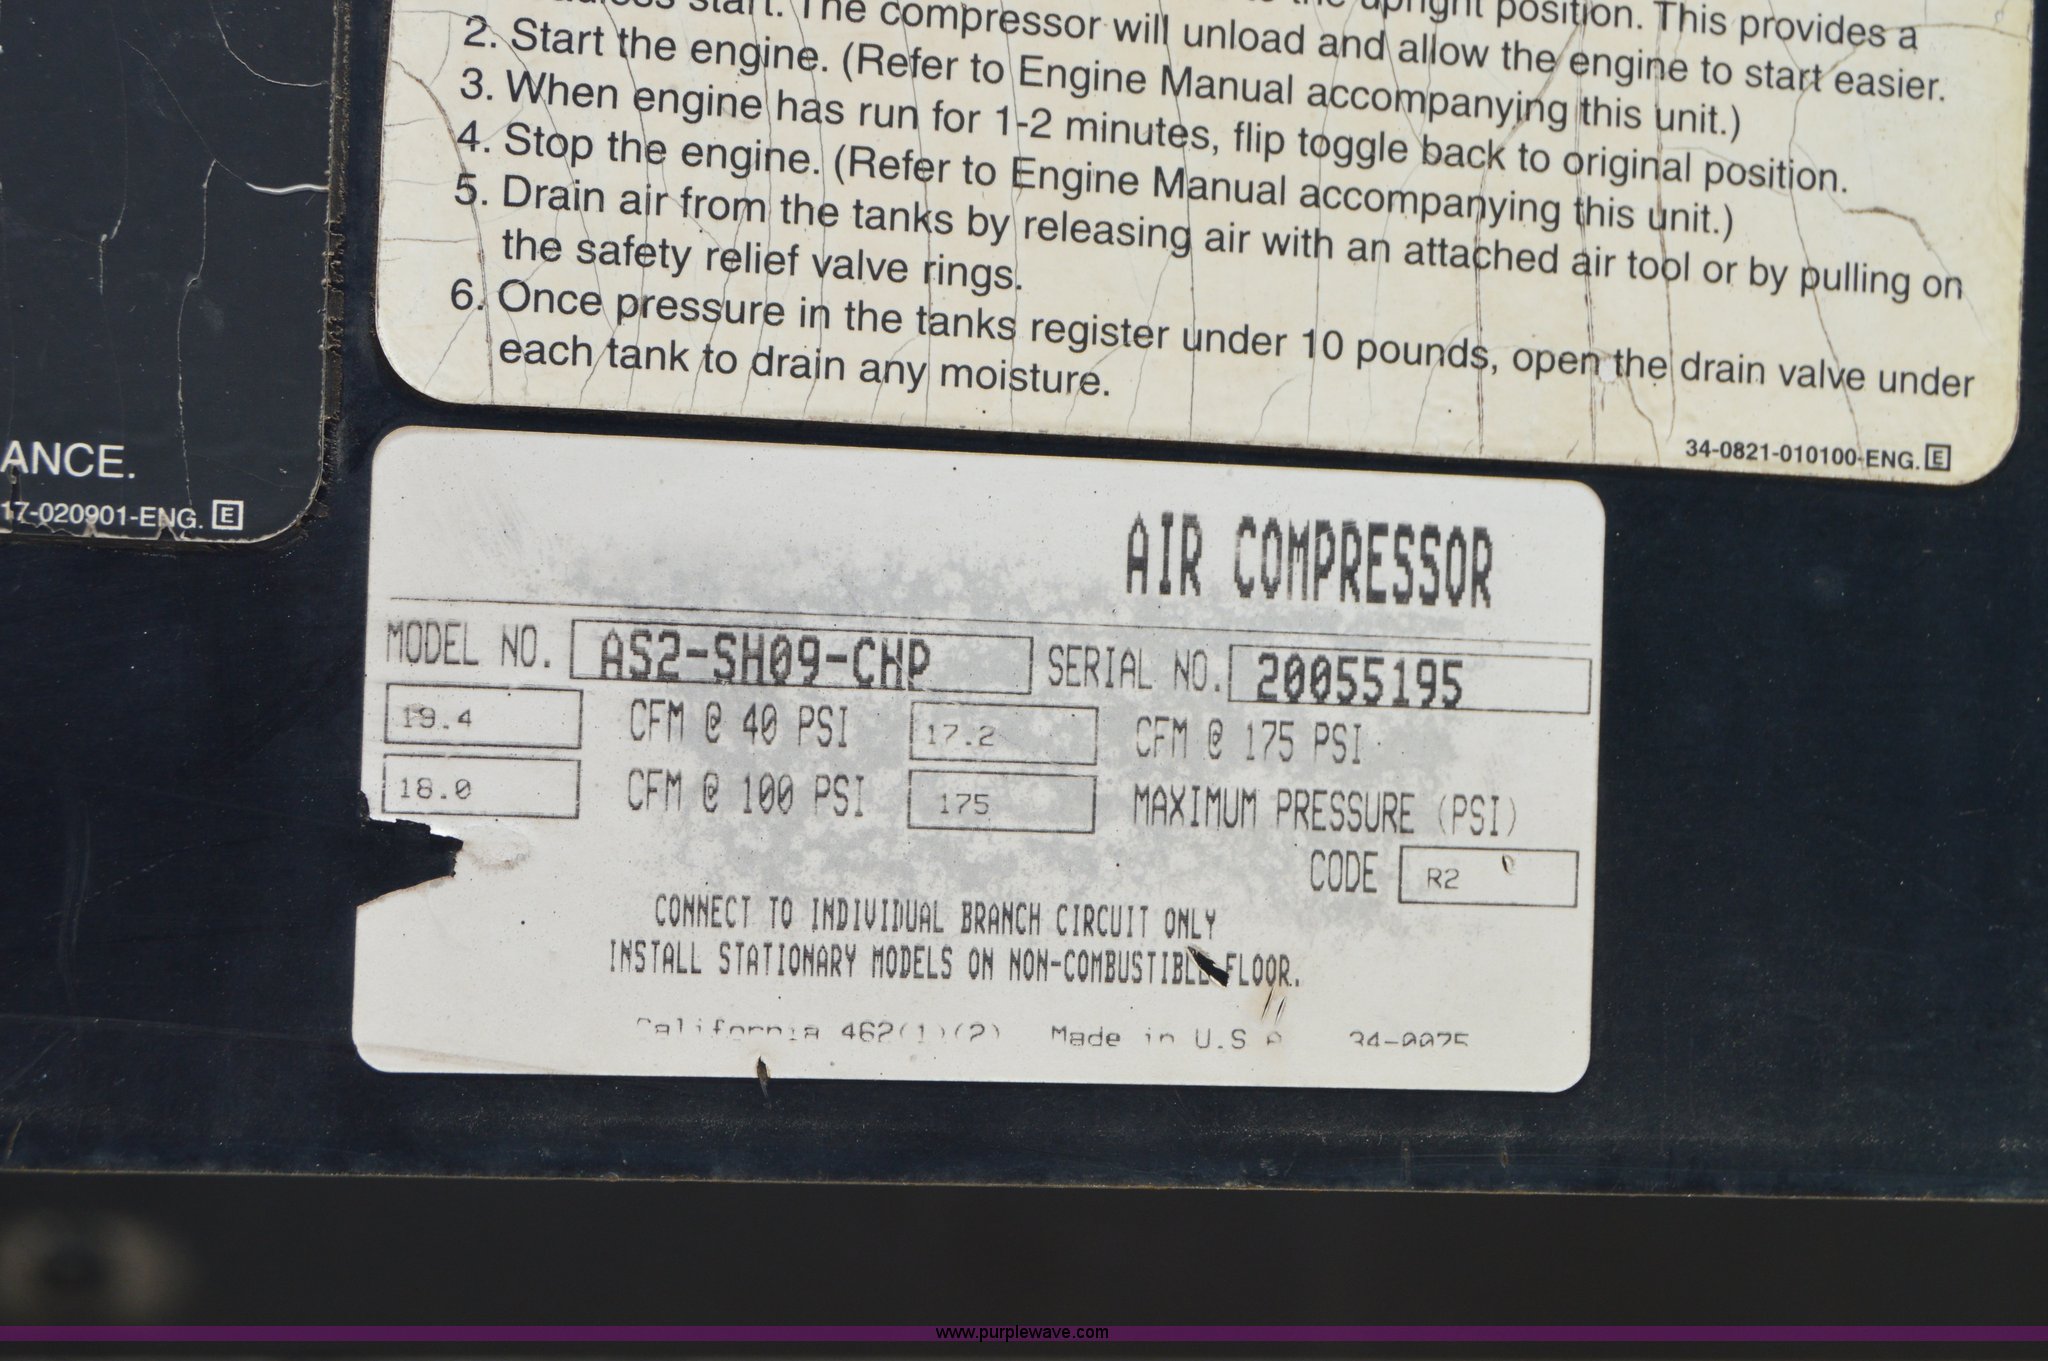 start. The compressor will unload and allow the engine to start easier.
the upright position. This provides a
2. Start the engine. (Refer to Engine Manual accompanying this unit.)
3. When engine has run for 1-2 minutes, flip toggle back to original position.
4. Stop the engine. (Refer to Engine Manual accompanying this unit.)
5. Drain air from the tanks by releasing air with an attached air tool or by pulling on
the safety relief valve rings.
6. Once pressure in the tanks register under 10 pounds, open the drain valve under
each tank to drain any moisture.
34-0821-010100-ENG. E
ANCE.
17-020901-ENG. E
AIR COMPRESSOR
MODEL NO. AS2-SH09-CHP SERIAL NO. 20055195
19.4 CFM @ 40 PSI 17.2 CFM @ 175 PSI
18.0 CFM @ 100 PSI 175 MAXIMUM PRESSURE (PSI)
CODE R2
CONNECT TO INDIVIDUAL BRANCH CIRCUIT ONLY
INSTALL STATIONARY MODELS ON NON-COMBUSTIBLE FLOOR.
California 462(1)(2) Made in U.S.A 34-0075
www.purplewave.com